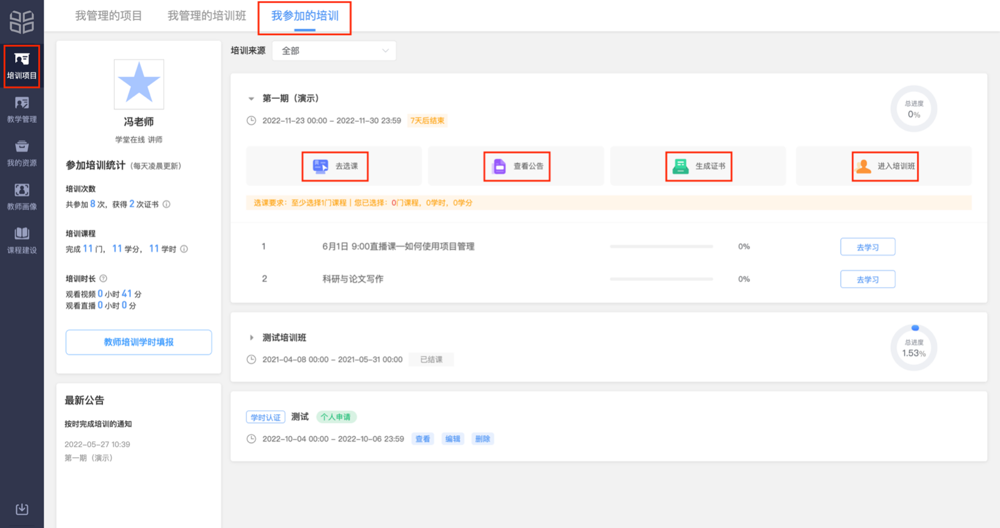 我管理的项目 我管理的培训班 我参加的培训
培训项目
教学管理
我的资源
教师画像
课程建设
冯老师
学堂在线 讲师
参加培训统计（每天凌晨更新）
培训次数
共参加 8 次，获得 2 次证书
培训课程
完成 11 门， 11 学分， 11 学时
培训时长
观看视频 0 小时 41 分
观看直播 0 小时 0 分
教师培训学时填报
最新公告
按时完成培训的通知
2022-05-27 10:39
第一期（演示）
培训来源 全部
第一期（演示）
2022-11-23 00:00 - 2022-11-30 23:59 7天后结束
总进度
0%
去选课 查看公告 生成证书 进入培训班
选课要求：至少选择1门课程｜您已选择：0门课程，0学时，0学分
1 6月1日 9:00直播课—如何使用项目管理 0% 去学习
2 科研与论文写作 0% 去学习
测试培训班
2021-04-08 00:00 - 2021-05-31 00:00 已结课
总进度
1.53%
学时认证 测试 个人申请
2022-10-04 00:00 - 2022-10-06 23:59 查看 编辑 删除